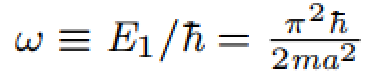 ω ≡ E₁/ħ = π²ħ / 2ma²